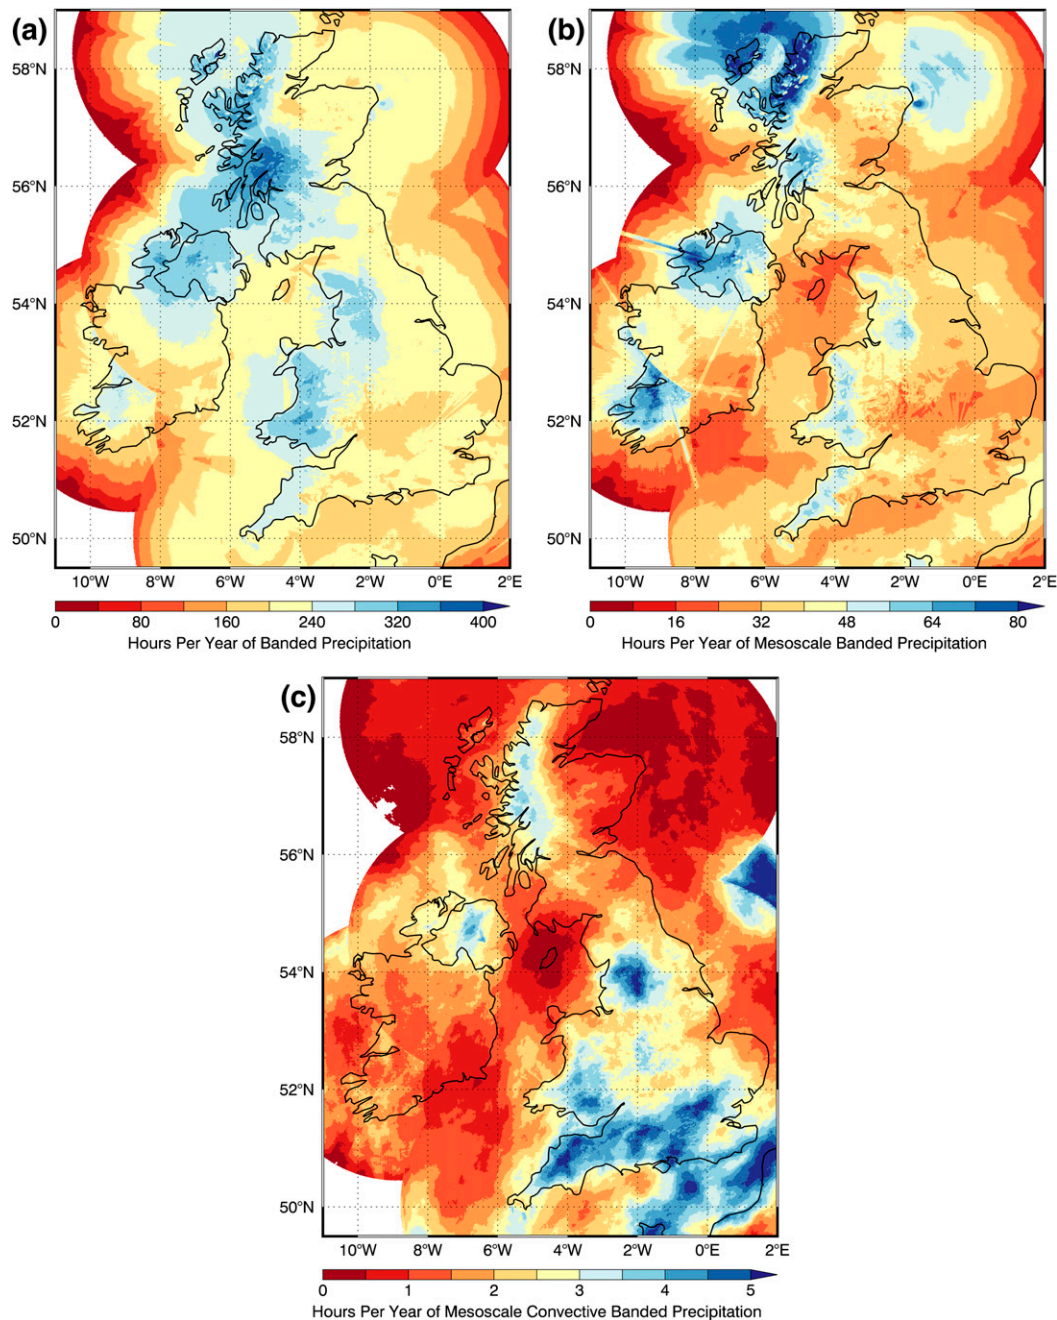 (a)
58°N
56°N
54°N
52°N
50°N
10°W 8°W 6°W 4°W 2°W 0°E 2°E
0 80 160 240 320 400
Hours Per Year of Banded Precipitation
(b)
58°N
56°N
54°N
52°N
50°N
10°W 8°W 6°W 4°W 2°W 0°E 2°E
0 16 32 48 64 80
Hours Per Year of Mesoscale Banded Precipitation
(c)
58°N
56°N
54°N
52°N
50°N
10°W 8°W 6°W 4°W 2°W 0°E 2°E
0 1 2 3 4 5
Hours Per Year of Mesoscale Convective Banded Precipitation